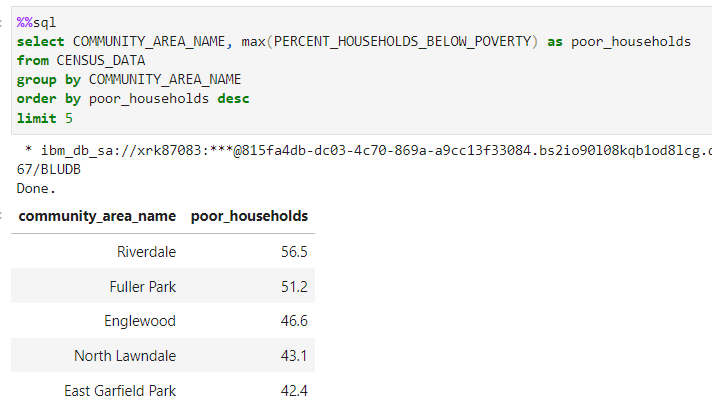 %%sql
select COMMUNITY_AREA_NAME, max(PERCENT_HOUSEHOLDS_BELOW_POVERTY) as poor_households
from CENSUS_DATA
group by COMMUNITY_AREA_NAME
order by poor_households desc
limit 5
* ibm_db_sa://xrk87083:***@815fa4db-dc03-4c70-869a-a9cc13f33084.bs2io90l08kqb1od8lcg.
67/BLUDB
Done.
community_area_name poor_households
Riverdale 56.5
Fuller Park 51.2
Englewood 46.6
North Lawndale 43.1
East Garfield Park 42.4